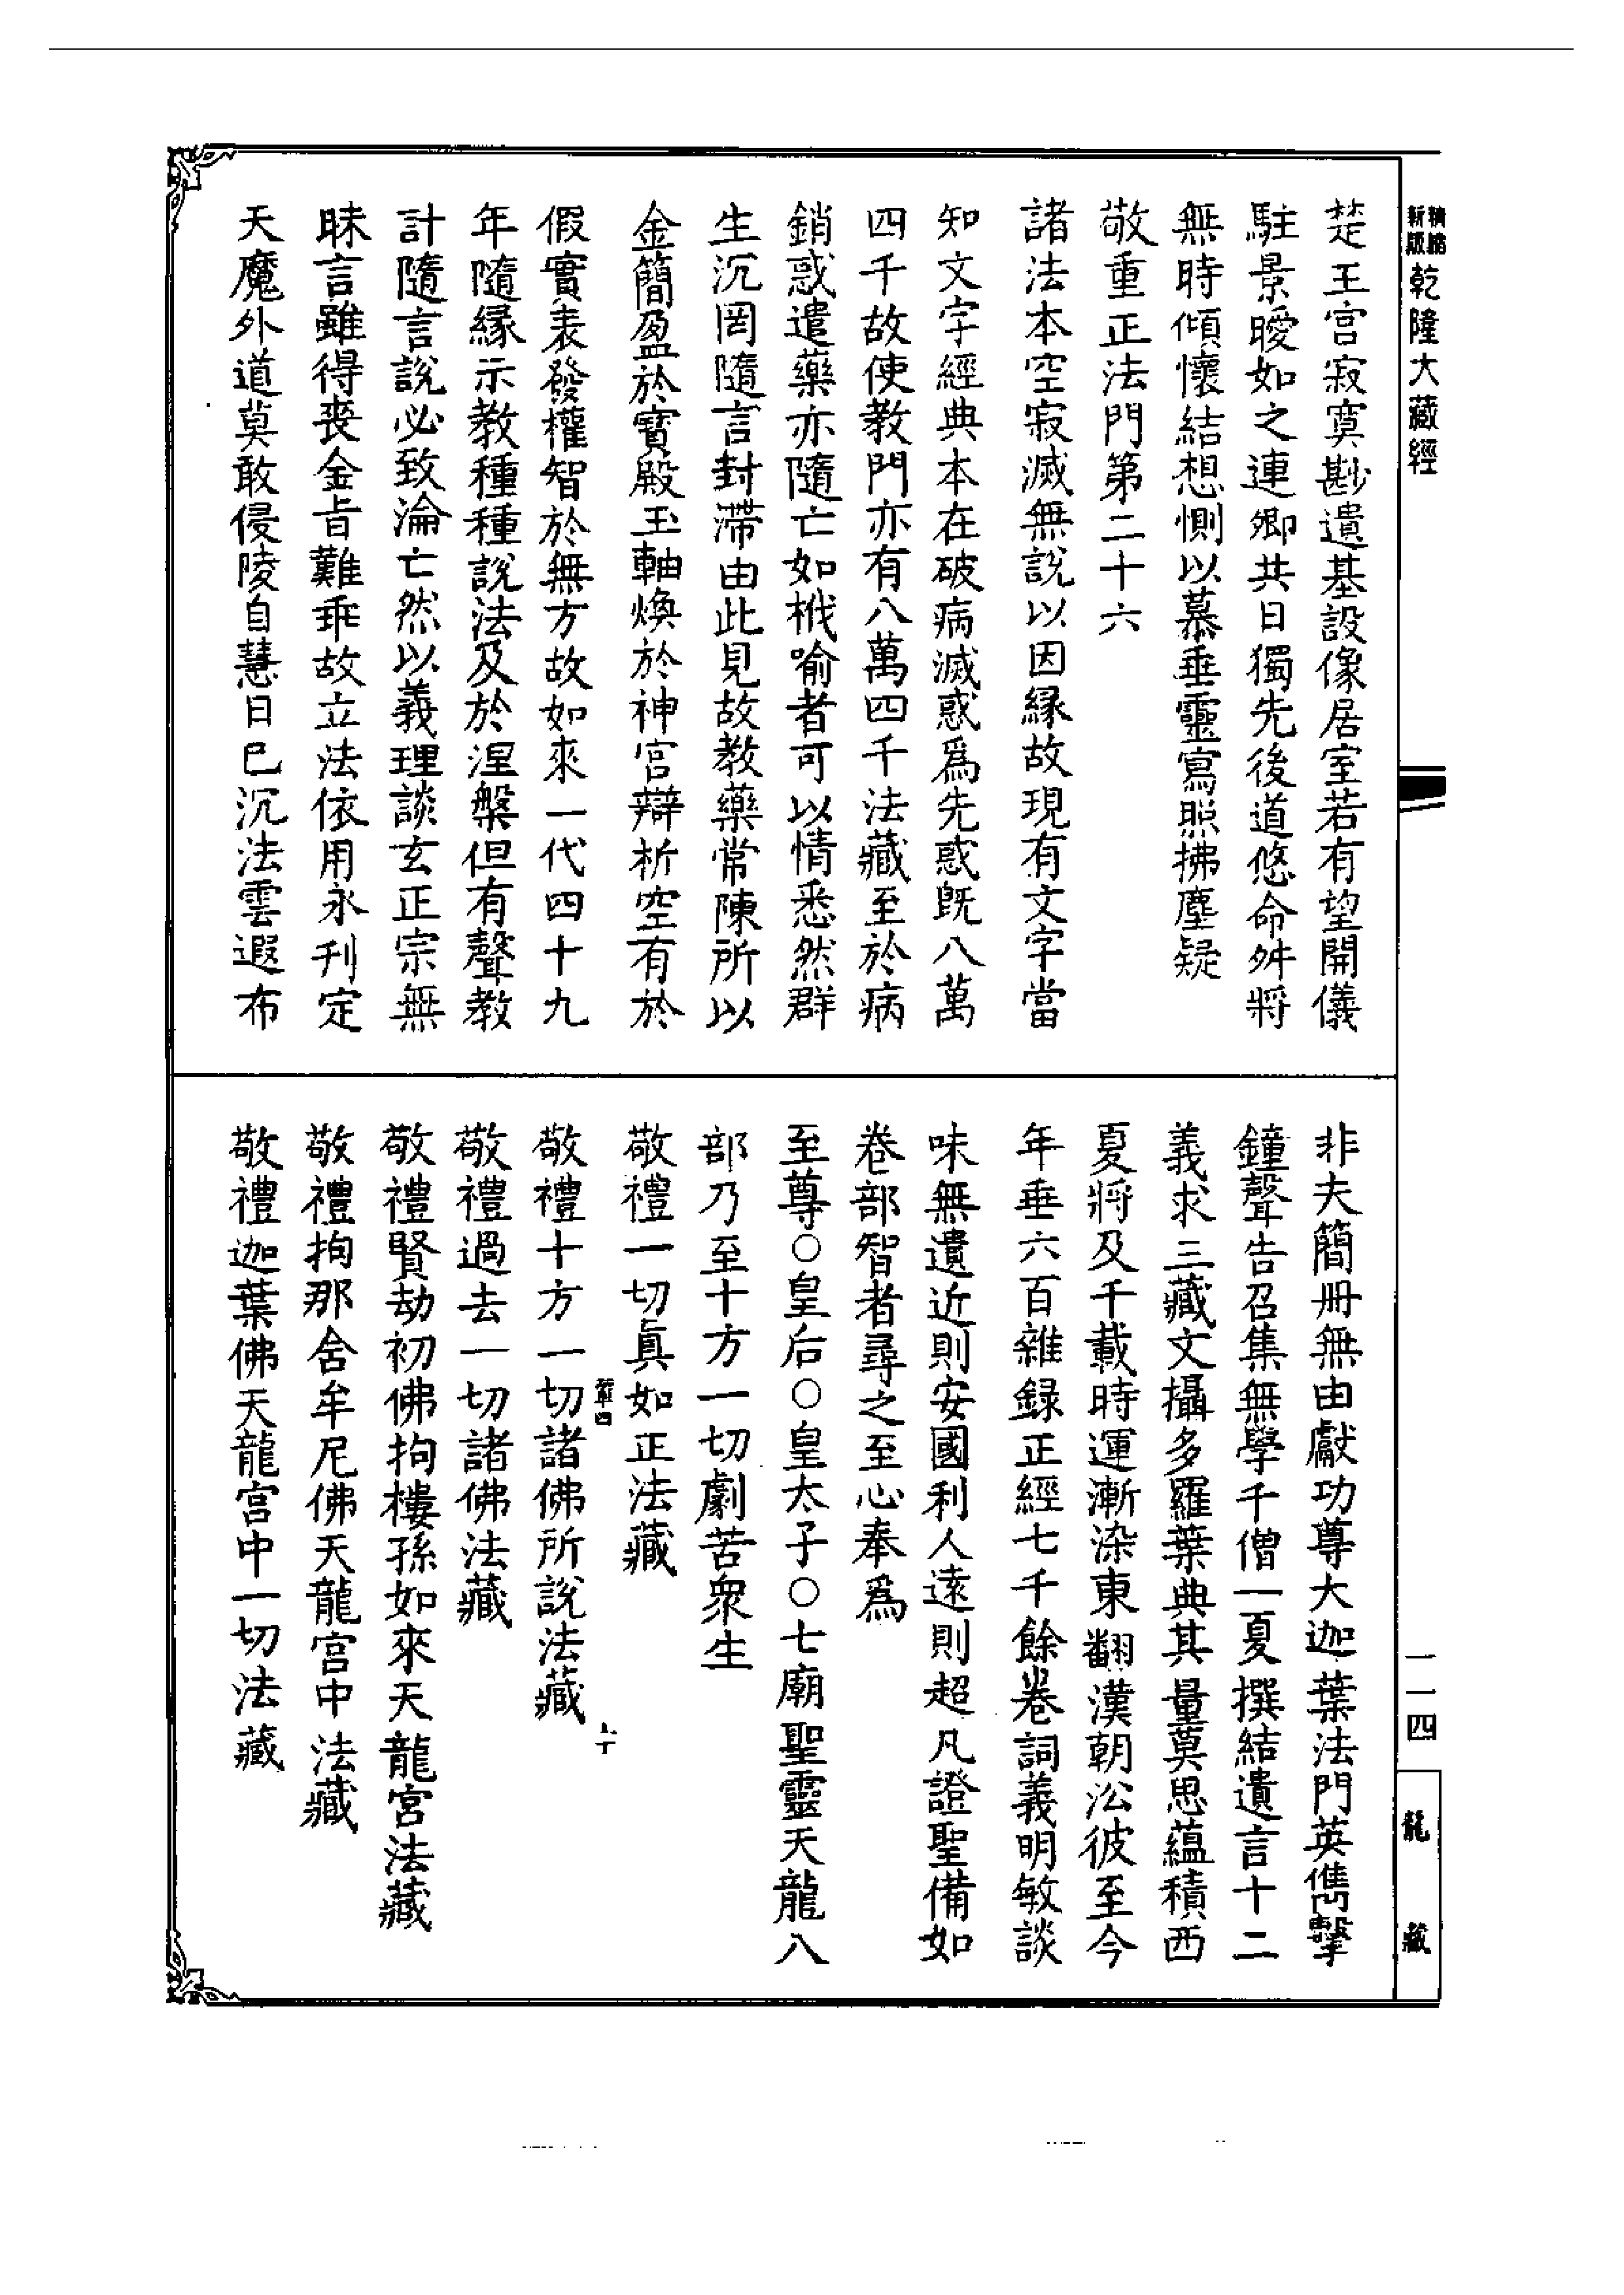 精縮
新版
乾隆大藏經
楚王宮寂寞尠遺基設像居室若有望開儀
駐景曖如之連卿共日獨先後道悠命舛將
無時傾懷結想惻以慕垂靈寫照拂塵疑
敬重正法門第二十六
諸法本空寂滅無說以因緣故現有文字當
知文字經典本在破病滅惑為先惑既八萬
四千故使教門亦有八萬四千法藏至於病
銷惑遣藥亦隨亡如栰喻者可以情悉然群
生沉罔隨言封滯由此見故教藥常陳所以
金簡盈於寶殿玉軸煥於神宮辯析空有於
假實表發權智於無方故如來一代四十九
年隨緣示教種種說法及於涅槃但有聲教
計隨言說必致淪亡然以義理談玄正宗無
昧言雖得丧金旨難乖故立法依用永刋定
天魔外道莫敢侵陵自慧日巳沉法雲遐布
非夫簡冊無由獻功尊大迦葉法門英儁擊
鐘聲告召集無學千僧一夏撰結遺言十二
義求三藏文攝多羅葉典其量莫思蘊積西
夏將及千載時運漸染東翻漢朝訟彼至今
年垂六百雜録正經七千餘卷詞義明敏談
味無遺近則安國利人遠則超凡證聖備如
卷部智者尋之至心奉為
至尊○皇后○皇太子○七廟聖靈天龍八
部乃至十方一切劇苦衆生
敬禮一切真如正法藏
敬禮十方一切諸佛所說法藏
敬禮過去一切諸佛法藏
敬禮賢劫初佛拘樓孫如來天龍宮法藏
敬禮拘那舍牟尼佛天龍宮中法藏
敬禮迦葉佛天龍宮中一切法藏
一一四
龍藏